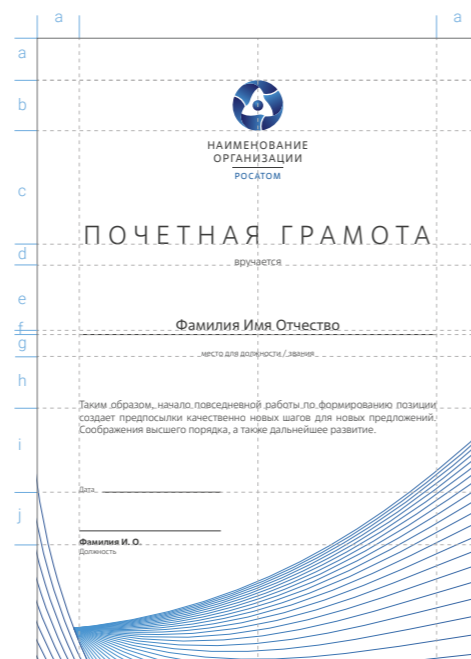 a
a
a
b
НАИМЕНОВАНИЕ
ОРГАНИЗАЦИИ
РОСАТОМ
c
ПОЧЕТНАЯ ГРАМОТА
d
вручается
e
Фамилия Имя Отчество
f
g
место для должности / звания
h
Таким образом, начало повседневной работы по формированию позиции
создает предпосылки качественно новых шагов для новых предложений.
Соображения высшего порядка, а также дальнейшее развитие.
i
Дата
j
Фамилия И. О.
Должность